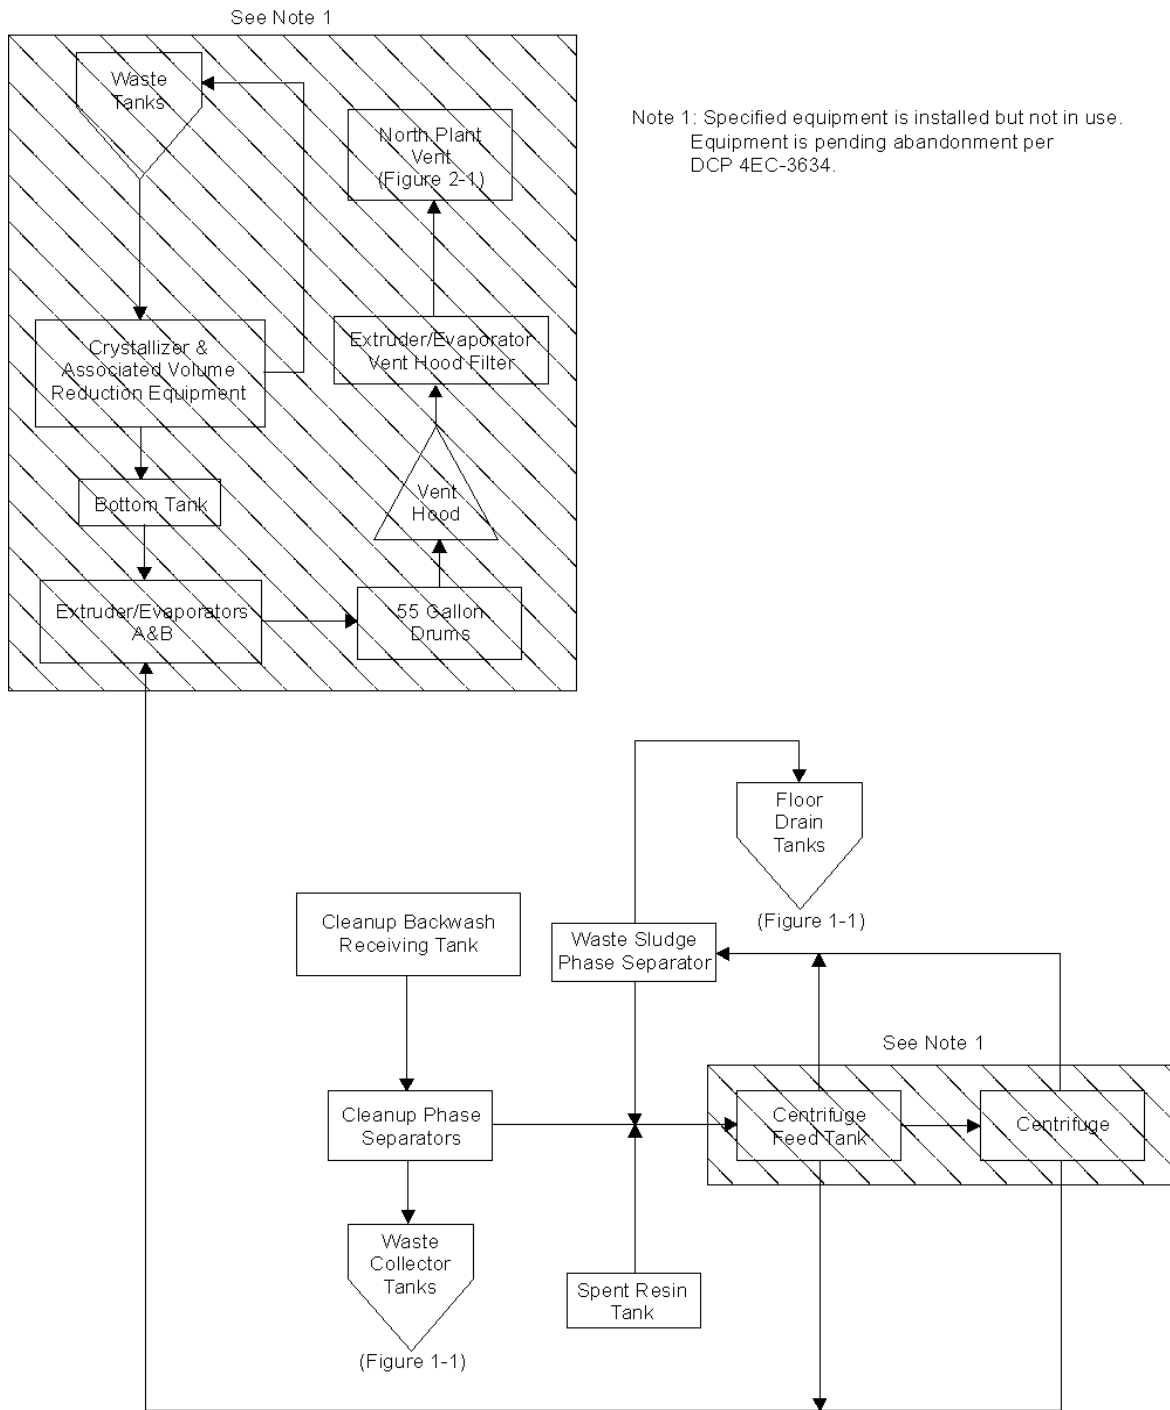 See Note 1
Waste
Tanks
North Plant
Vent
(Figure 2-1)
Note 1: Specified equipment is installed but not in use.
Equipment is pending abandonment per
DCP 4EC-3634.
Crystallizer &
Associated Volume
Reduction Equipment
Extruder/Evaporator
Vent Hood Filter
Bottom Tank
Vent
Hood
Extruder/Evaporators
A&B
55 Gallon
Drums
Floor
Drain
Tanks
(Figure 1-1)
Cleanup Backwash
Receiving Tank
Waste Sludge
Phase Separator
See Note 1
Cleanup Phase
Separators
Centrifuge
Feed Tank
Centrifuge
Waste
Collector
Tanks
(Figure 1-1)
Spent Resin
Tank